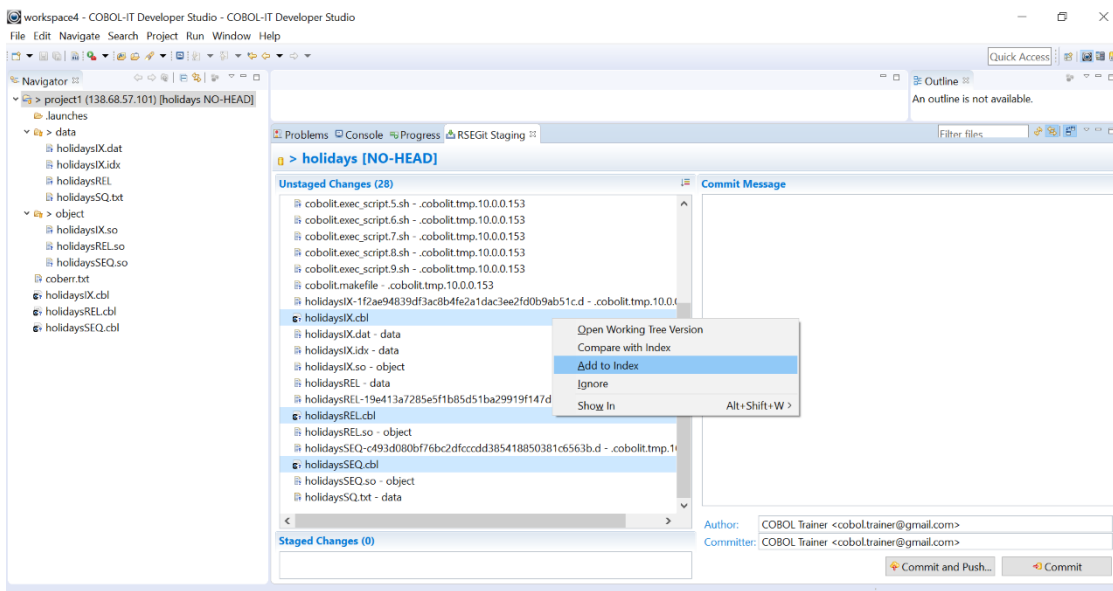 workspace4 - COBOL-IT Developer Studio - COBOL-IT Developer Studio
File Edit Navigate Search Project Run Window Help
Quick Access
Navigator
> project1 (138.68.57.101) [holidays NO-HEAD]
.launches
> data
holidaysIX.dat
holidaysIX.idx
holidaysREL
holidaysSQ.txt
> object
holidaysIX.so
holidaysREL.so
holidaysSEQ.so
coberr.txt
holidaysIX.cbl
holidaysREL.cbl
holidaysSEQ.cbl
Outline
An outline is not available.
Problems Console Progress RSEGit Staging
Filter files
> holidays [NO-HEAD]
Unstaged Changes (28)
cobolit.exec_script.5.sh - .cobolit.tmp.10.0.0.153
cobolit.exec_script.6.sh - .cobolit.tmp.10.0.0.153
cobolit.exec_script.7.sh - .cobolit.tmp.10.0.0.153
cobolit.exec_script.8.sh - .cobolit.tmp.10.0.0.153
cobolit.exec_script.9.sh - .cobolit.tmp.10.0.0.153
cobolit.makefile - .cobolit.tmp.10.0.0.153
holidaysIX-1f2ae94839df3ac8b4fe2a1dac3ee2fd0b9ab51c.d - .cobolit.tmp.10.0.
holidaysIX.cbl
holidaysIX.dat - data
holidaysIX.idx - data
holidaysIX.so - object
holidaysREL - data
holidaysREL-19e413a7285e5f1b85d51ba29919f147d
holidaysREL.cbl
holidaysREL.so - object
holidaysSEQ-c493d080bf76bc2dfcccdd385418850381c6563b.d - .cobolit.tmp.1
holidaysSEQ.cbl
holidaysSEQ.so - object
holidaysSQ.txt - data
Open Working Tree Version
Compare with Index
Add to Index
Ignore
Show In Alt+Shift+W >
Staged Changes (0)
Commit Message
Author: COBOL Trainer <cobol.trainer@gmail.com>
Committer: COBOL Trainer <cobol.trainer@gmail.com>
Commit and Push...
Commit